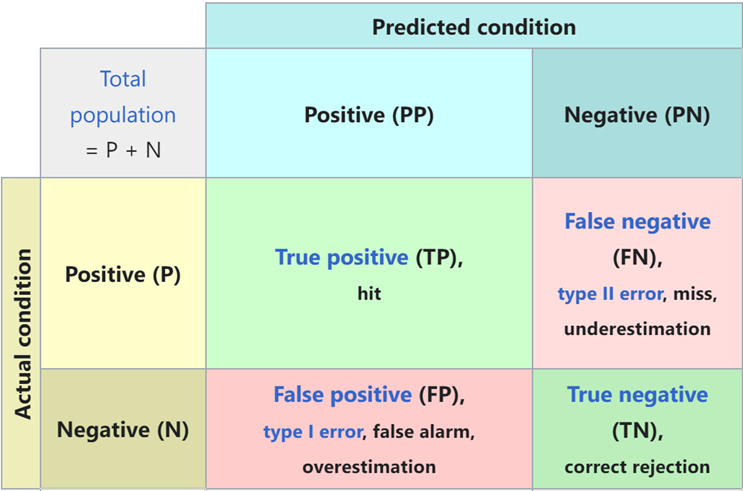 Predicted condition
Total
population
= P + N
Positive (PP)
Negative (PN)
Actual condition
Positive (P)
True positive (TP),
hit
False negative
(FN),
type II error, miss,
underestimation
Negative (N)
False positive (FP),
type I error, false alarm,
overestimation
True negative
(TN),
correct rejection